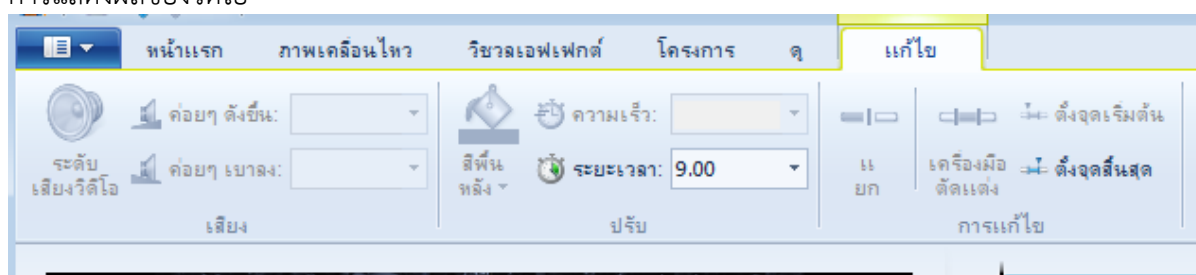 หน้าแรก ภาพเคลื่อนไหว วิชวลเอฟเฟกต์ โครงการ ดู แก้ไข
ค่อยๆ ดังขึ้น: ความเร็ว: ตั้งจุดเริ่มต้น
ระดับ
เสียงวิดีโอ
ค่อยๆ เบาลง:
สีพื้น
หลัง
ระยะเวลา: 9.00
แ
ยก
เครื่องมือ
ตัดแต่ง
ตั้งจุดสิ้นสุด
เสียง ปรับ การแก้ไข